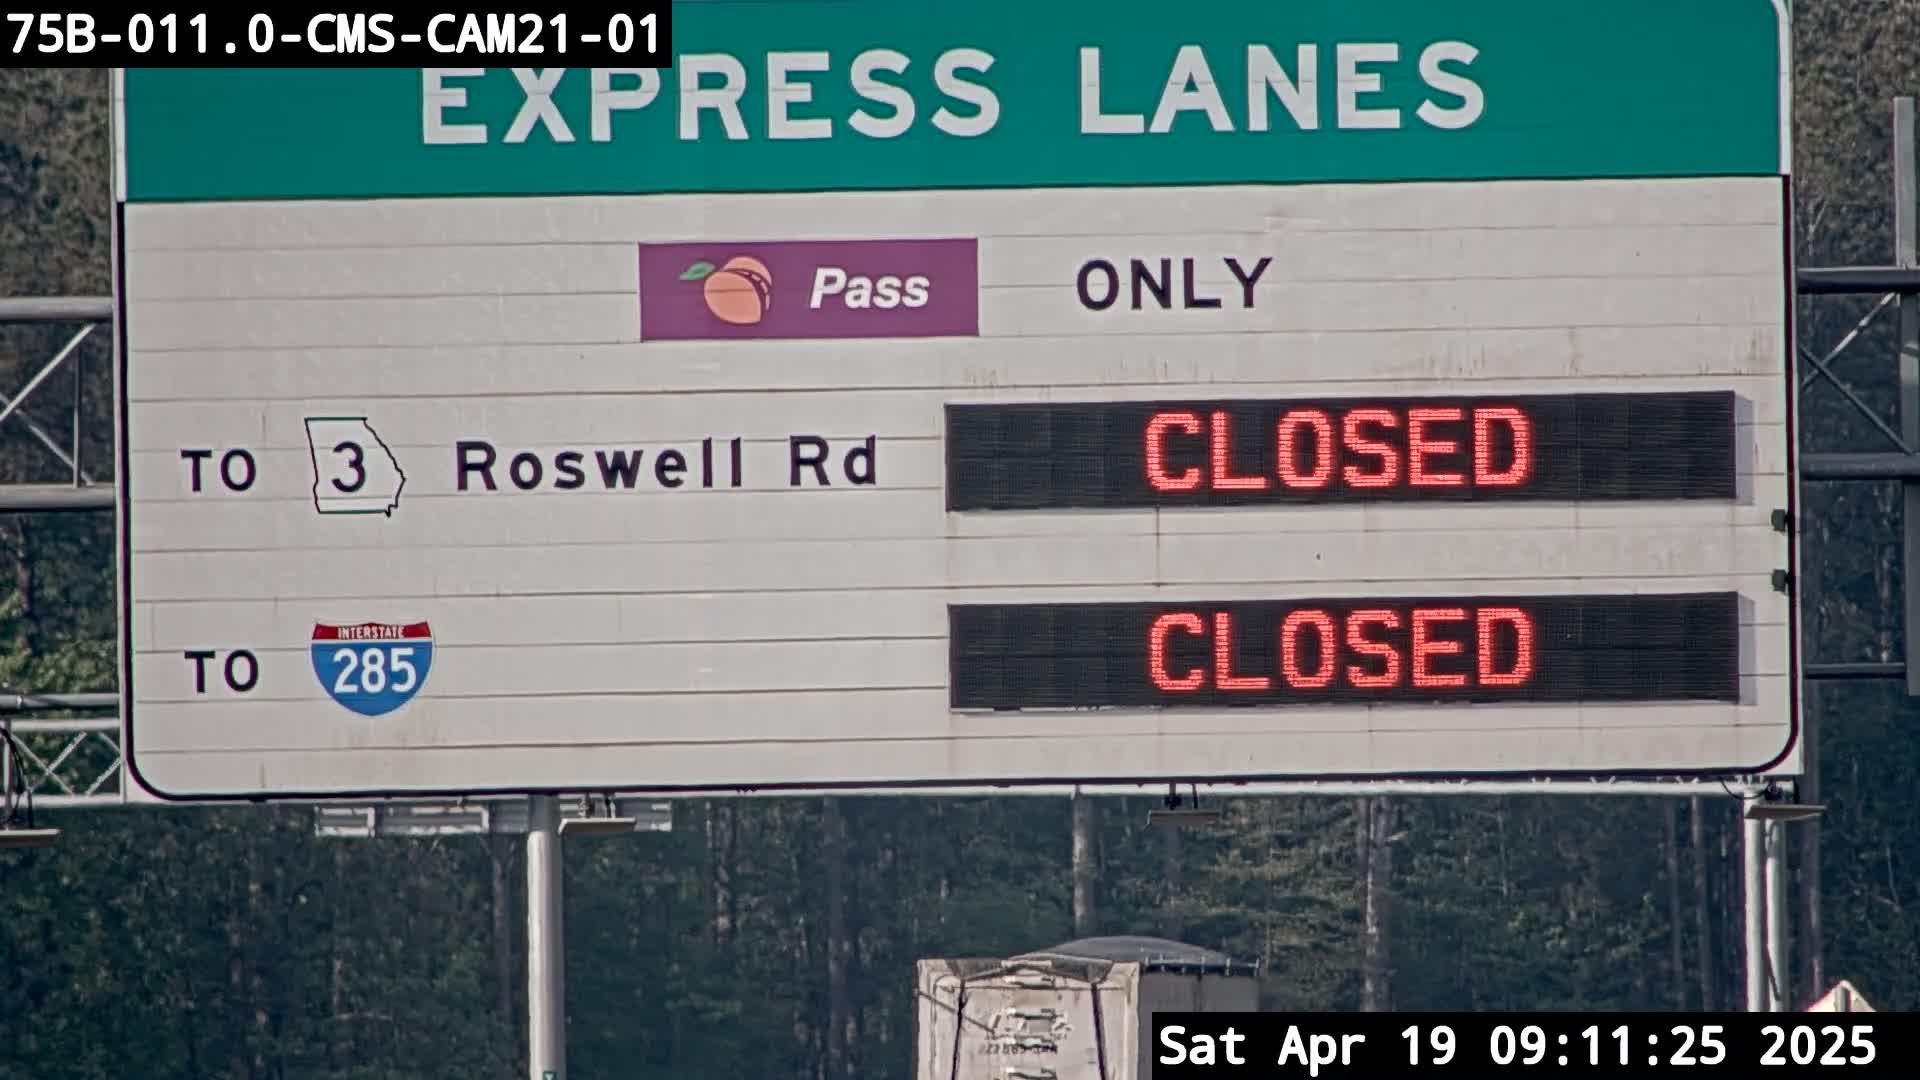 75B-011.0-CMS-CAM21-01
EXPRESS LANES
Pass ONLY
TO 3 Roswell Rd CLOSED
TO INTERSTATE 285 CLOSED
Sat Apr 19 09:11:25 2025